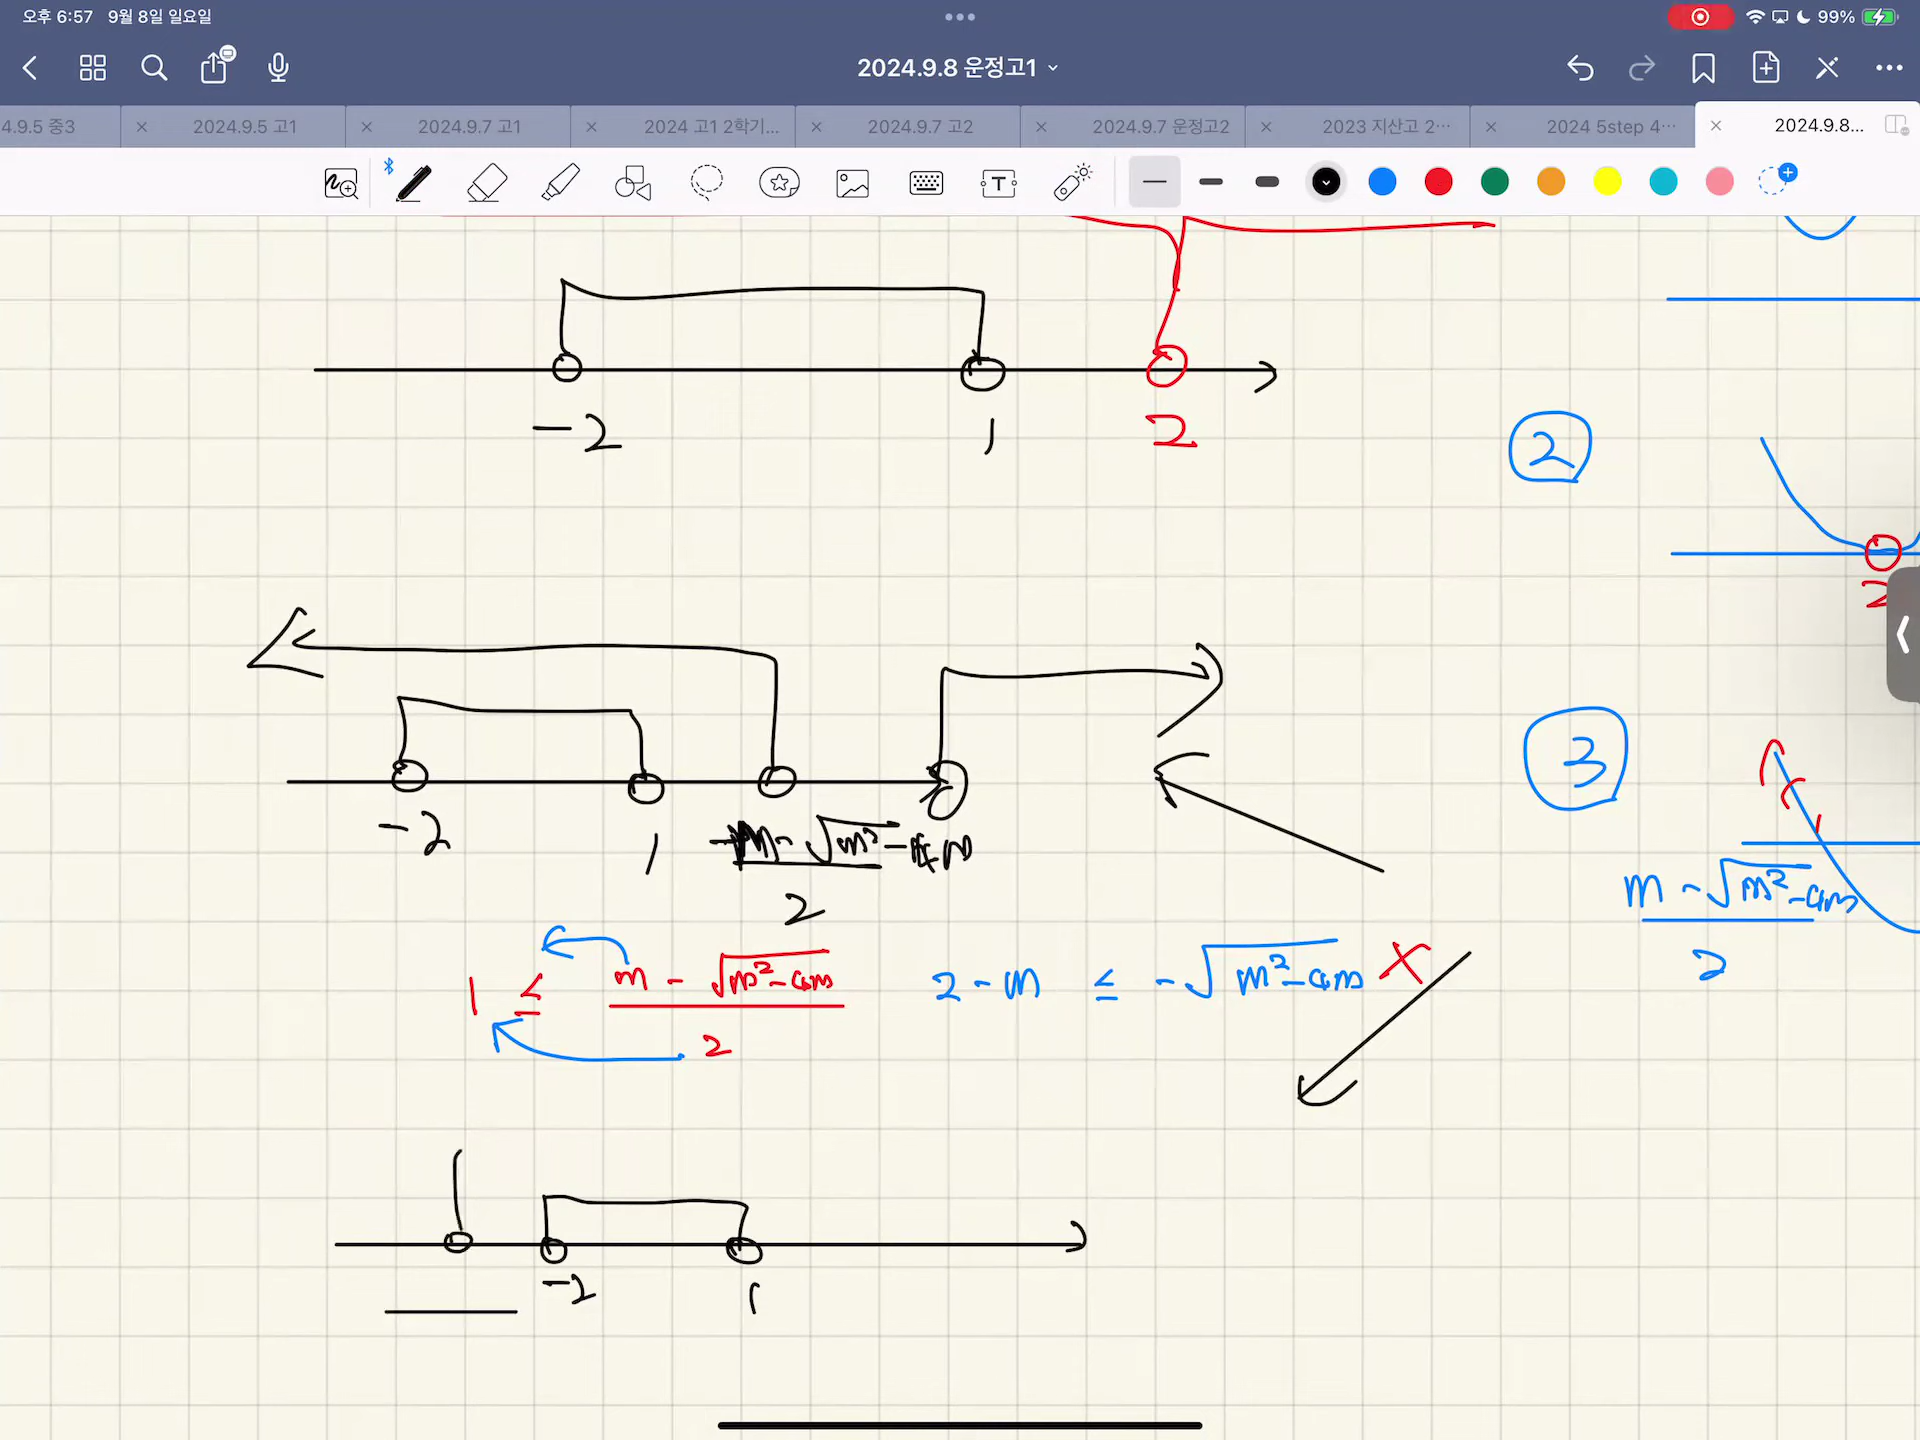 오후 6:57 9월 8일 일요일
99%
2024.9.8 운정고1
4.9.5 중3
2024.9.5 고1
2024.9.7 고1
2024 고1 2학기...
2024.9.7 고2
2024.9.7 운정고2
2023 지산고 2...
2024 5step 4...
2024.9.8...
-2 1 2
②
2
③
-2 1
2
m - √m²-4m
2
1 ≤ m - √m²-4m
2
2 - m ≤ -√m²-4m X
-2 1